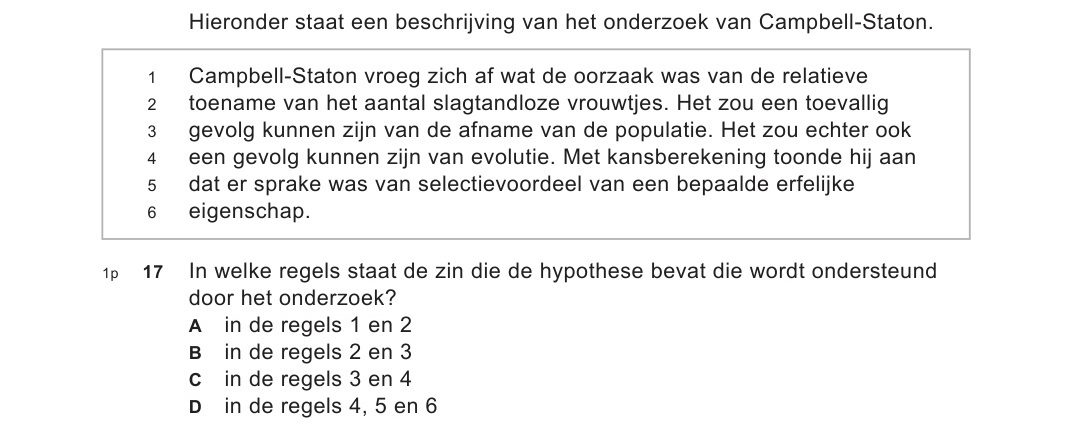 Hieronder staat een beschrijving van het onderzoek van Campbell-Staton.
1 Campbell-Staton vroeg zich af wat de oorzaak was van de relatieve
2 toename van het aantal slagtandloze vrouwtjes. Het zou een toevallig
3 gevolg kunnen zijn van de afname van de populatie. Het zou echter ook
4 een gevolg kunnen zijn van evolutie. Met kansberekening toonde hij aan
5 dat er sprake was van selectievoordeel van een bepaalde erfelijke
6 eigenschap.
1p 17 In welke regels staat de zin die de hypothese bevat die wordt ondersteund
door het onderzoek?
A in de regels 1 en 2
B in de regels 2 en 3
C in de regels 3 en 4
D in de regels 4, 5 en 6